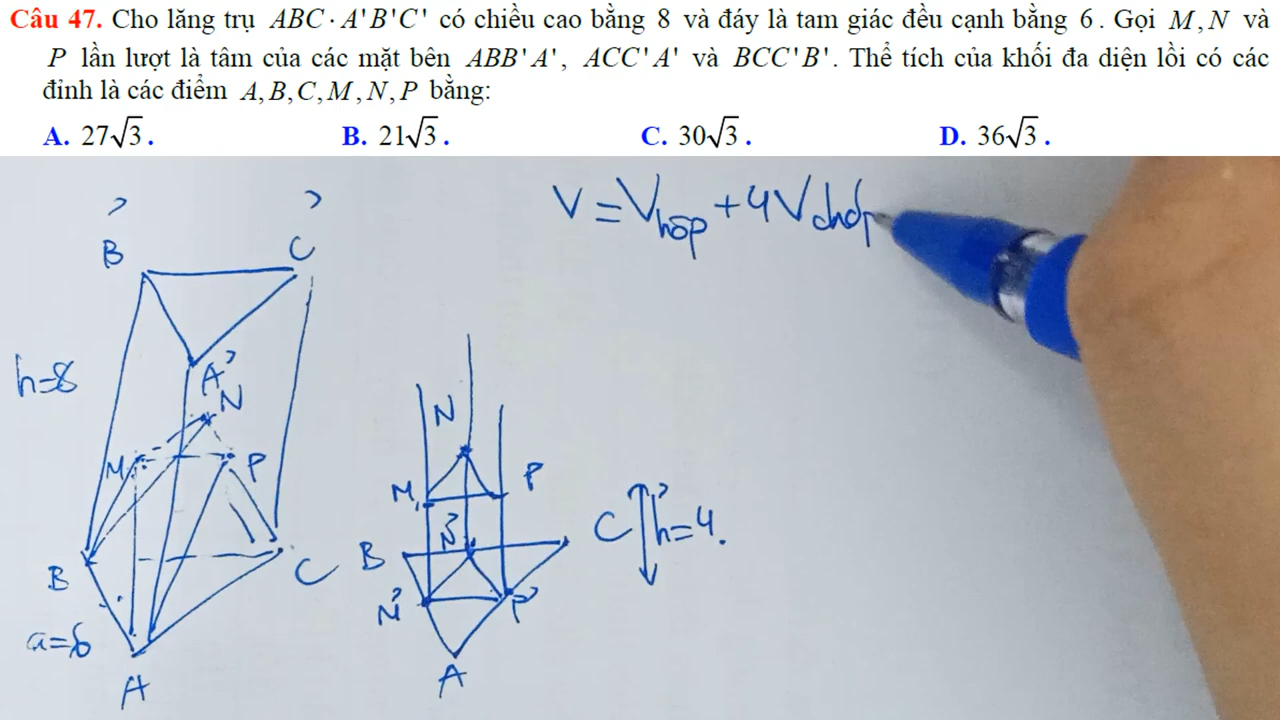 Câu 47. Cho lăng trụ ABC·A'B'C' có chiều cao bằng 8 và đáy là tam giác đều cạnh bằng 6. Gọi M,N và
P lần lượt là tâm của các mặt bên ABB'A', ACC'A' và BCC'B'. Thể tích của khối đa diện lồi có các
đỉnh là các điểm A,B,C,M,N,P bằng:
A. 27√3. B. 21√3. C. 30√3. D. 36√3.
V = Vhộp + 4Vchóp
B' C'
A'
h=8
N
M P
B C
a=6
A
N
M P
B C h=4.
P'
A